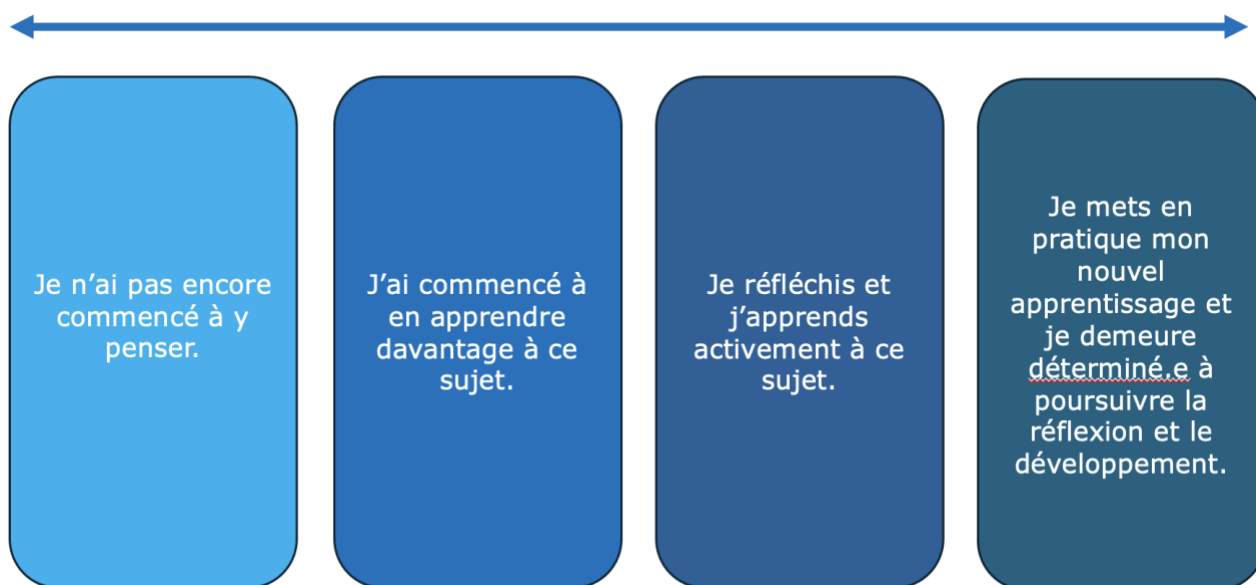 Je n'ai pas encore
commencé à y
penser.
J'ai commencé à
en apprendre
davantage à ce
sujet.
Je réfléchis et
j'apprends
activement à ce
sujet.
Je mets en
pratique mon
nouvel
apprentissage et
je demeure
déterminé.e à
poursuivre la
réflexion et le
développement.